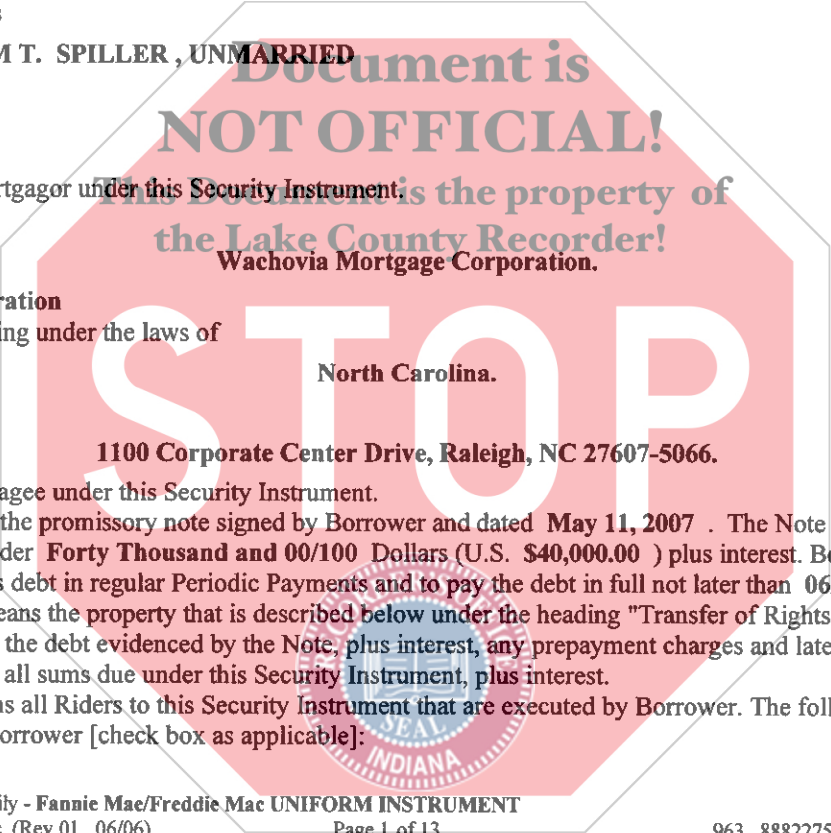 M T. SPILLER , UNMARRIED
Document is
NOT OFFICIAL!
rtgagor under this Security Instrument.
This Document is the property of
the Lake County Recorder!
Wachovia Mortgage Corporation.
ration
ing under the laws of
STOP
North Carolina.
1100 Corporate Center Drive, Raleigh, NC 27607-5066.
agee under this Security Instrument.
the promissory note signed by Borrower and dated May 11, 2007 . The Note
der Forty Thousand and 00/100 Dollars (U.S. $40,000.00 ) plus interest. Bo
s debt in regular Periodic Payments and to pay the debt in full not later than 06
eans the property that is described below under the heading "Transfer of Rights
the debt evidenced by the Note, plus interest, any prepayment charges and late
all sums due under this Security Instrument, plus interest.
ns all Riders to this Security Instrument that are executed by Borrower. The foll
orrower [check box as applicable]:
SEAL
INDIANA
ily - Fannie Mae/Freddie Mac UNIFORM INSTRUMENT
(Rev 01 06/06)
Page 1 of 13
963 8882275